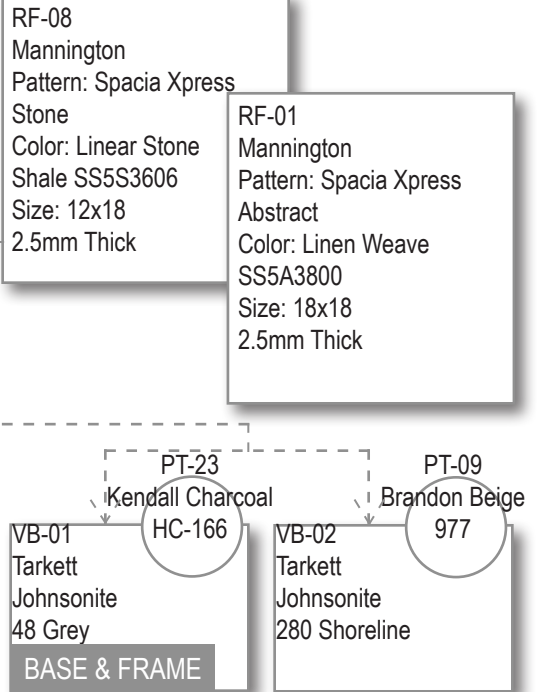 RF-08
Mannington
Pattern: Spacia Xpress
Stone
Color: Linear Stone
Shale SS5S3606
Size: 12x18
2.5mm Thick
RF-01
Mannington
Pattern: Spacia Xpress
Abstract
Color: Linen Weave
SS5A3800
Size: 18x18
2.5mm Thick
PT-23
Kendall Charcoal
HC-166
VB-01
Tarkett
Johnsonite
48 Grey
BASE & FRAME
PT-09
Brandon Beige
977
VB-02
Tarkett
Johnsonite
280 Shoreline